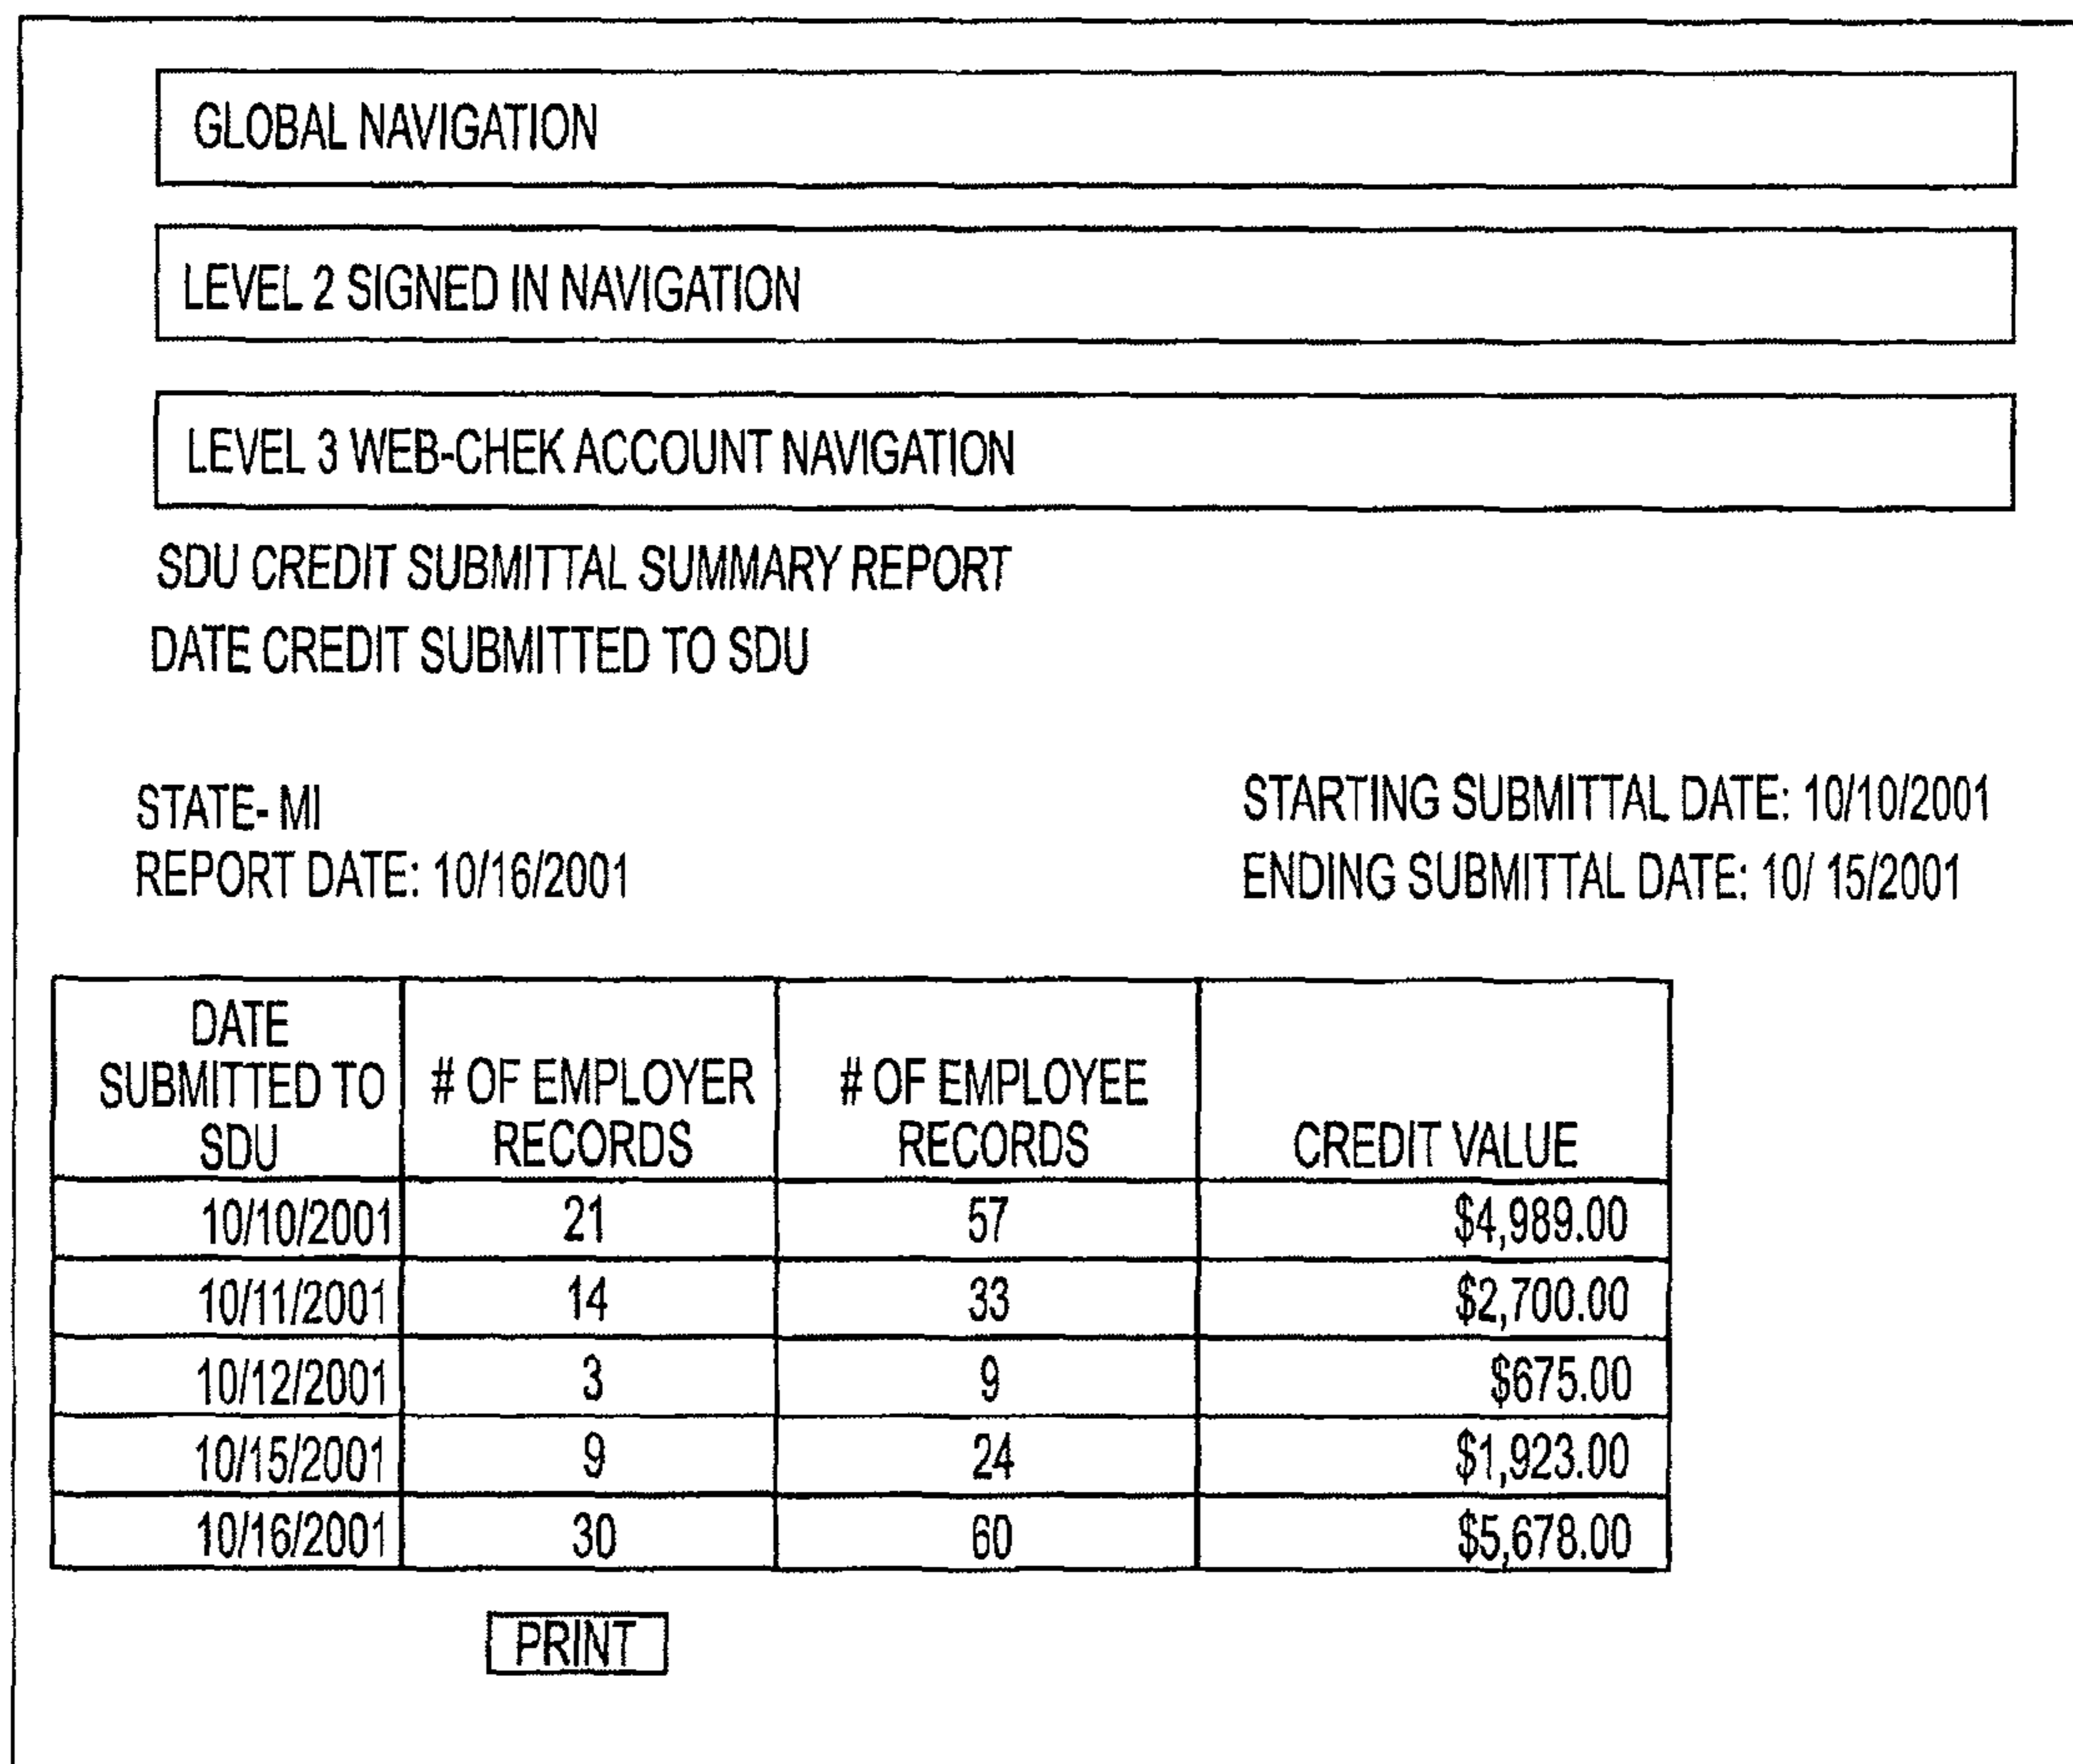 GLOBAL NAVIGATION
LEVEL 2 SIGNED IN NAVIGATION
LEVEL 3 WEB-CHEK ACCOUNT NAVIGATION
SDU CREDIT SUBMITTAL SUMMARY REPORT
DATE CREDIT SUBMITTED TO SDU
STATE- MI
REPORT DATE: 10/16/2001
STARTING SUBMITTAL DATE: 10/10/2001
ENDING SUBMITTAL DATE: 10/ 15/2001
DATE
SUBMITTED TO
SDU
# OF EMPLOYER
RECORDS
# OF EMPLOYEE
RECORDS
CREDIT VALUE
10/10/2001 21 57 $4,989.00
10/11/2001 14 33 $2,700.00
10/12/2001 3 9 $675.00
10/15/2001 9 24 $1,923.00
10/16/2001 30 60 $5,678.00
PRINT